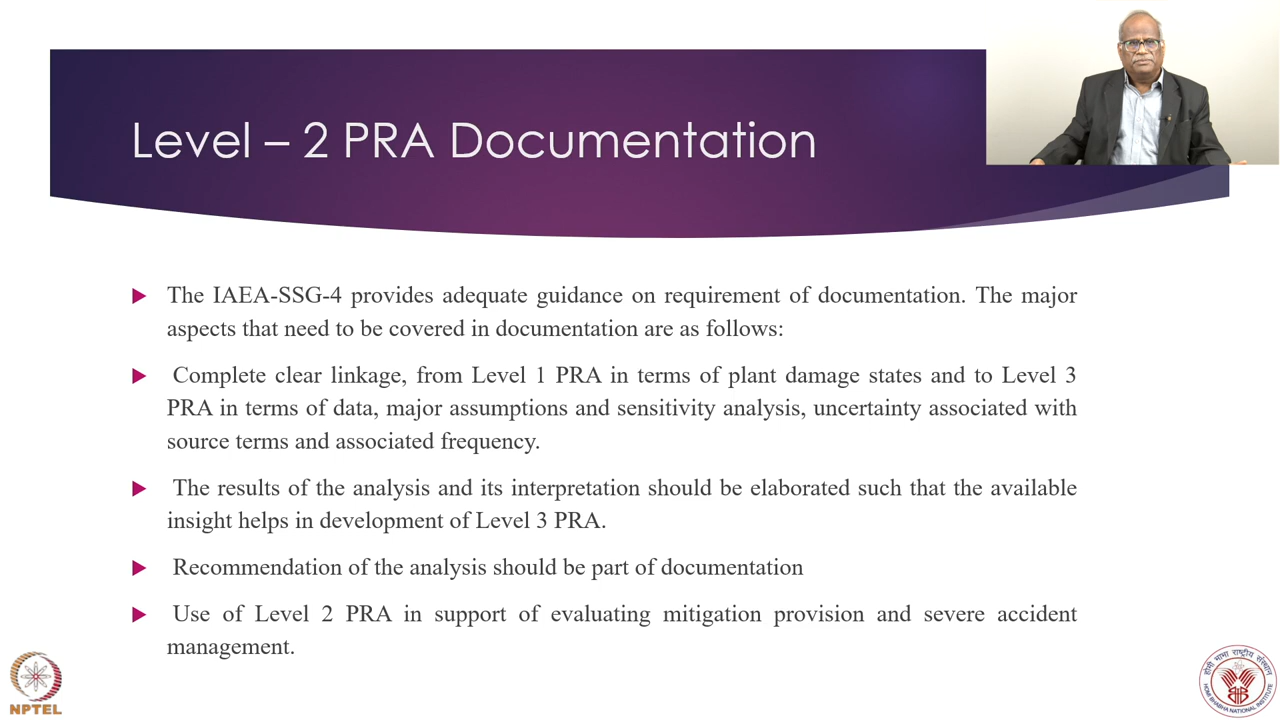 Level – 2 PRA Documentation
The IAEA-SSG-4 provides adequate guidance on requirement of documentation. The major
aspects that need to be covered in documentation are as follows:
Complete clear linkage, from Level 1 PRA in terms of plant damage states and to Level 3
PRA in terms of data, major assumptions and sensitivity analysis, uncertainty associated with
source terms and associated frequency.
The results of the analysis and its interpretation should be elaborated such that the available
insight helps in development of Level 3 PRA.
Recommendation of the analysis should be part of documentation
Use of Level 2 PRA in support of evaluating mitigation provision and severe accident
management.
NPTEL
होमी भाभा राष्ट्रीय संस्थान
HOMI BHABHA NATIONAL INSTITUTE